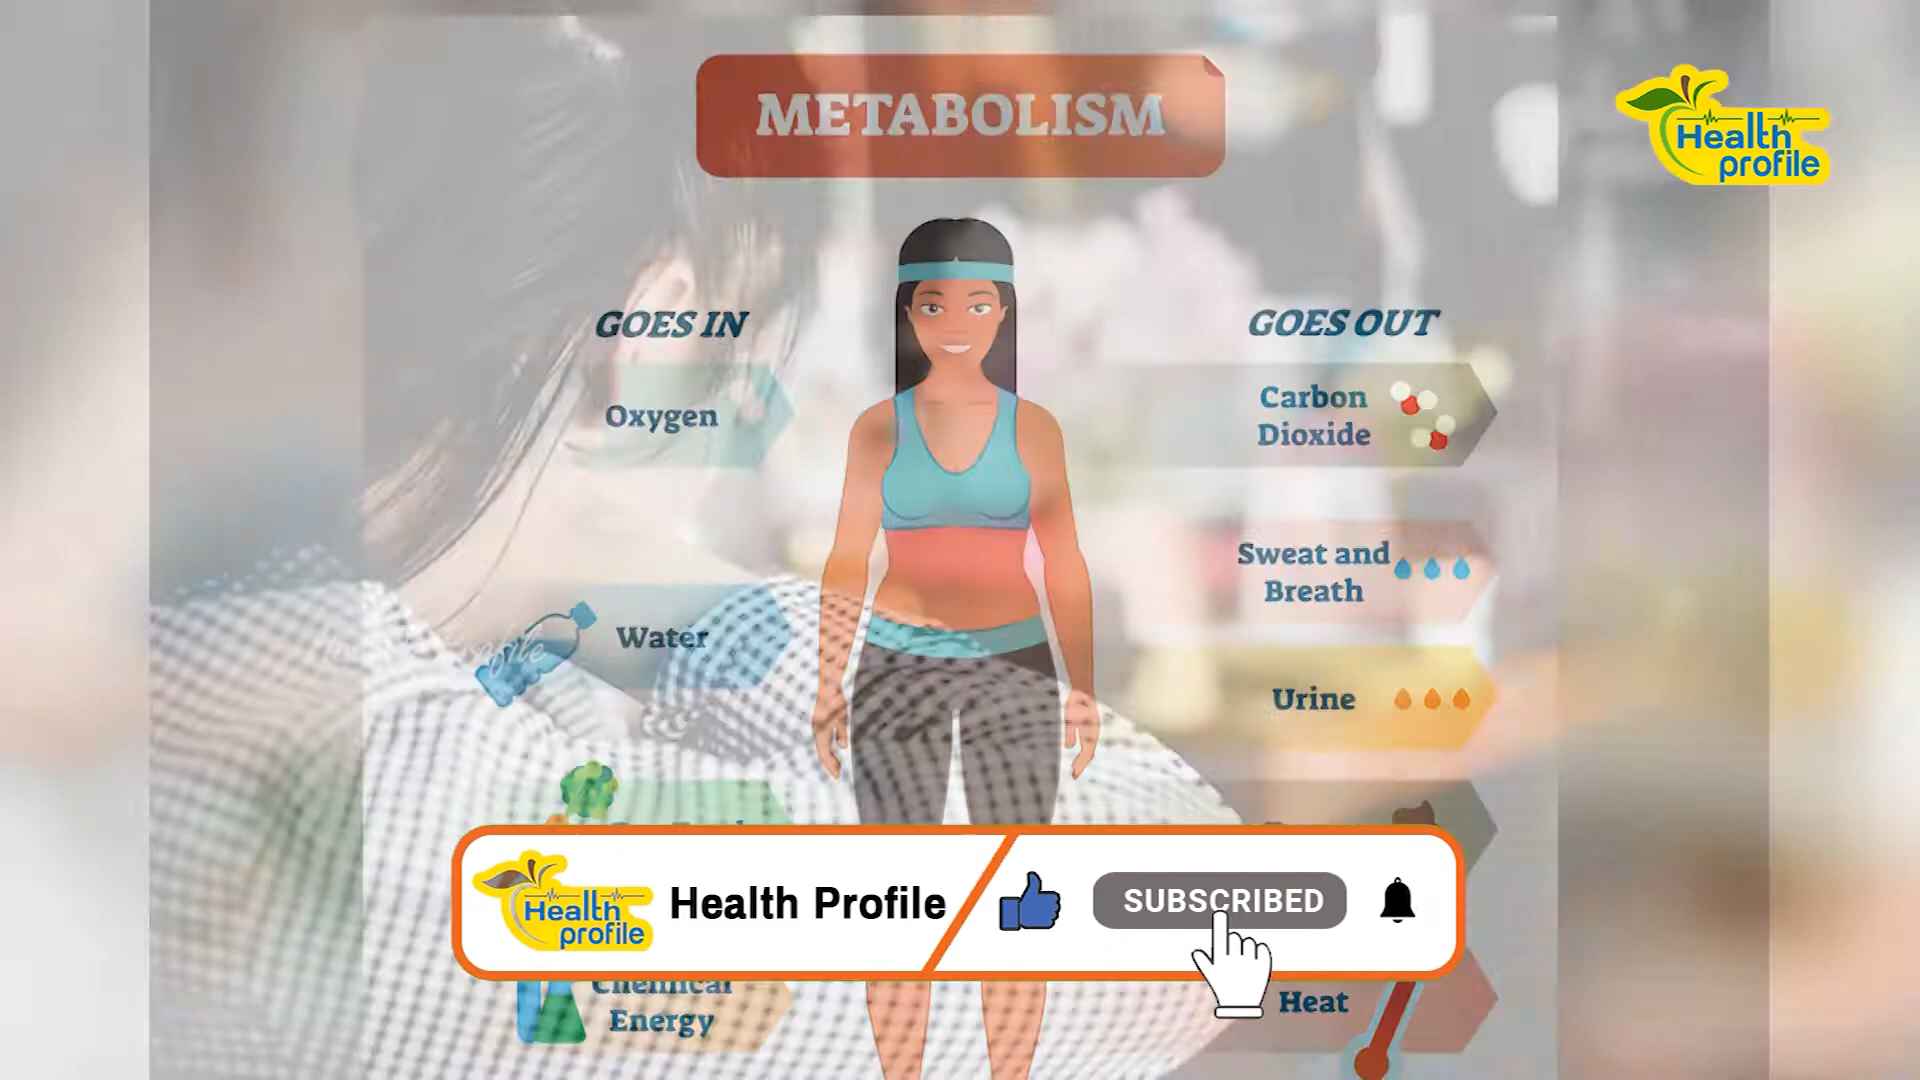 METABOLISM
Health
profile
GOES IN
GOES OUT
Oxygen
Carbon
Dioxide
Sweat and
Breath
Water
Urine
Health
profile
Health Profile
SUBSCRIBED
Chemical
Energy
Heat